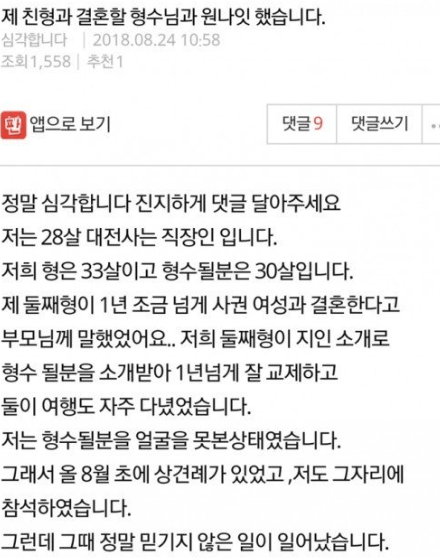 제 친형과 결혼할 형수님과 원나잇 했습니다.
심각합니다 | 2018.08.24 10:58
조회1,558 | 추천1
앱으로 보기 댓글9 댓글쓰기
정말 심각합니다 진지하게 댓글 달아주세요
저는 28살 대전사는 직장인 입니다.
저희 형은 33살이고 형수될분은 30살입니다.
제 둘째형이 1년 조금 넘게 사권 여성과 결혼한다고
부모님께 말했었어요.. 저희 둘째형이 지인 소개로
형수 될분을 소개받아 1년넘게 잘 교제하고
둘이 여행도 자주 다녔었습니다.
저는 형수될분을 얼굴을 못본상태였습니다.
그래서 올 8월 초에 상견례가 있었고 ,저도 그자리에
참석하였습니다.
그런데 그때 정말 믿기지 않은 일이 일어났습니다.